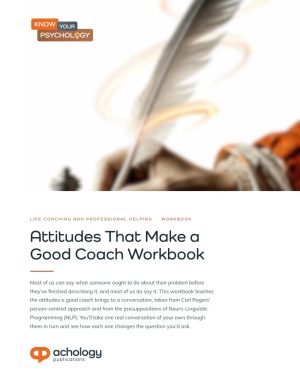 KNOW YOUR
PSYCHOLOGY
LIFE COACHING AND PROFESSIONAL HELPING WORKBOOK
Attitudes That Make a
Good Coach Workbook
Most of us can say what someone ought to do about their problem before
they've finished describing it, and most of us do say it. This workbook teaches
the attitudes a good coach brings to a conversation, taken from Carl Rogers'
person-centred approach and from the presuppositions of Neuro-Linguistic
Programming (NLP). You'll take one real conversation of your own through
them in turn and see how each one changes the question you'd ask.
achology
publications